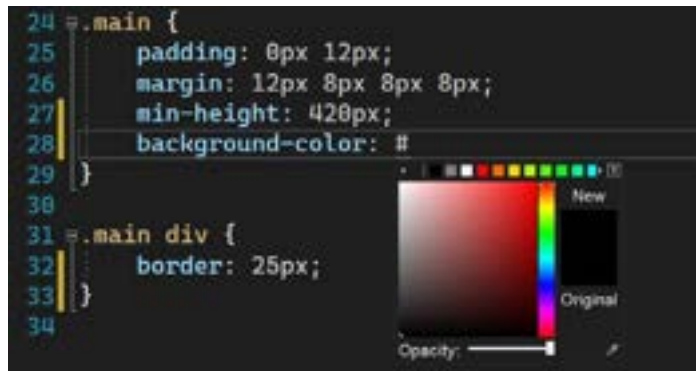 24 .main {
25 padding: 0px 12px;
26 margin: 12px 8px 8px 8px;
27 min-height: 420px;
28 background-color: #
29 }
30
New
31 .main div {
32 border: 25px;
33 }
Original
34
Opacity: